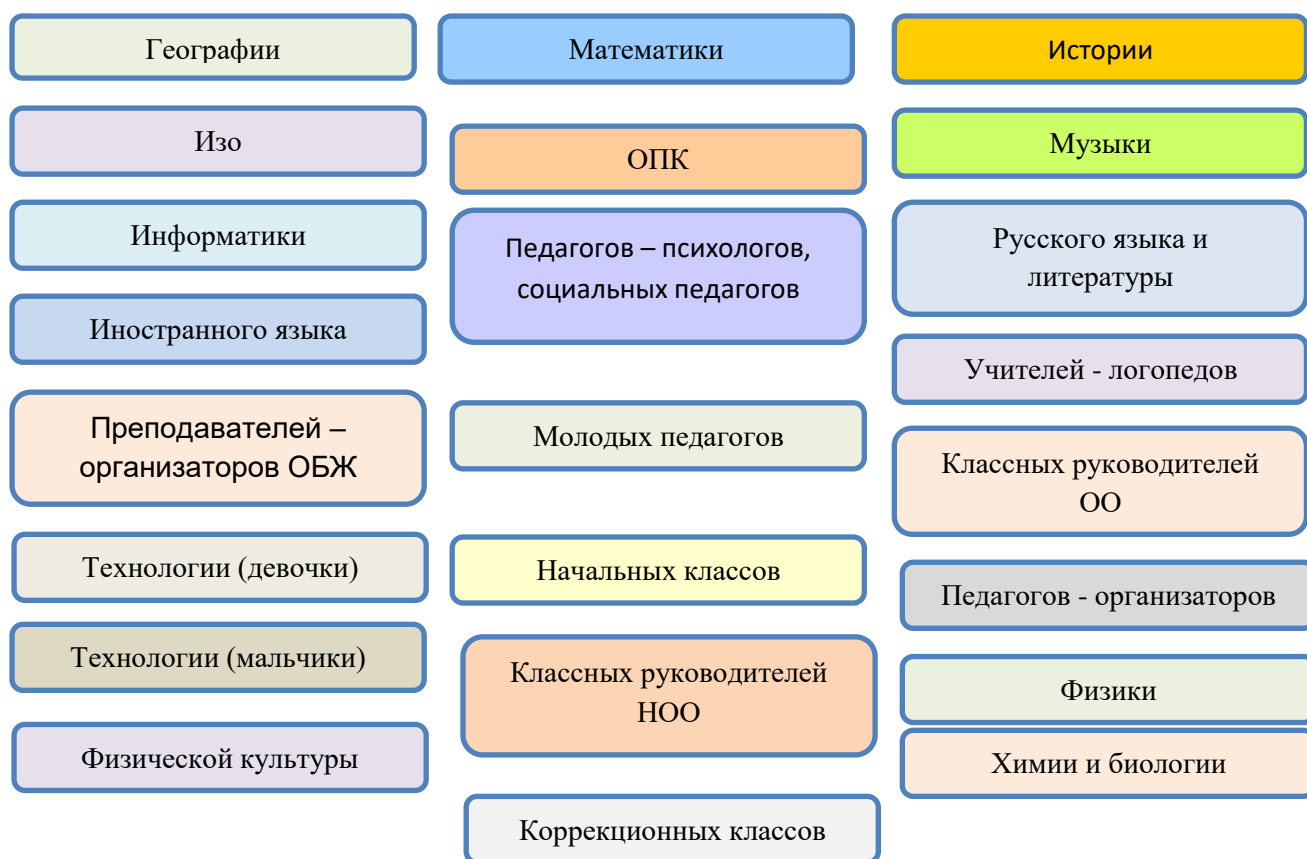 Географии
Математики
Истории
Изо
ОПК
Музыки
Информатики
Педагогов – психологов,
социальных педагогов
Русского языка и
литературы
Иностранного языка
Учителей - логопедов
Преподавателей –
организаторов ОБЖ
Молодых педагогов
Классных руководителей
ОО
Технологии (девочки)
Начальных классов
Педагогов - организаторов
Технологии (мальчики)
Классных руководителей
НОО
Физики
Физической культуры
Химии и биологии
Коррекционных классов